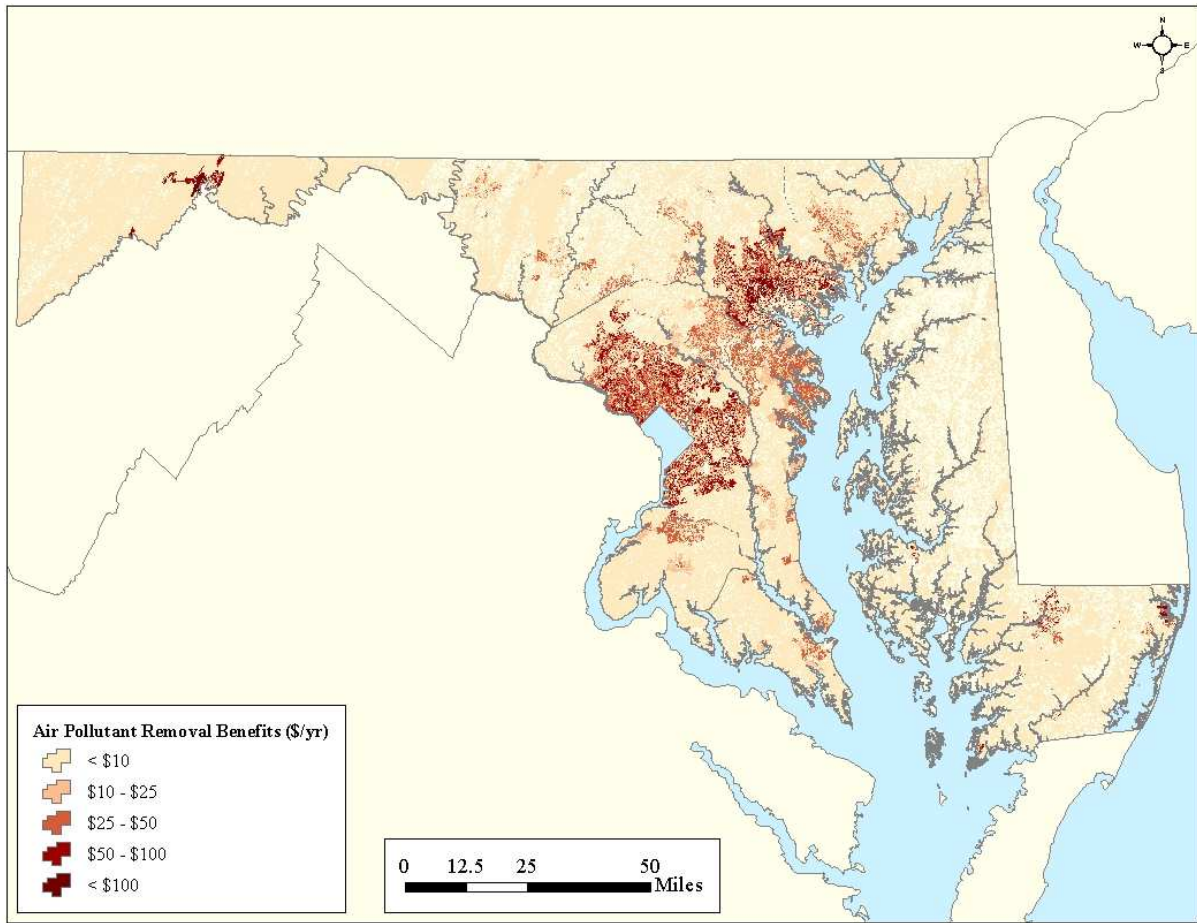 N
W E
S
Air Pollutant Removal Benefits ($/yr)
< $10
$10 - $25
$25 - $50
$50 - $100
< $100
0 12.5 25 50
Miles